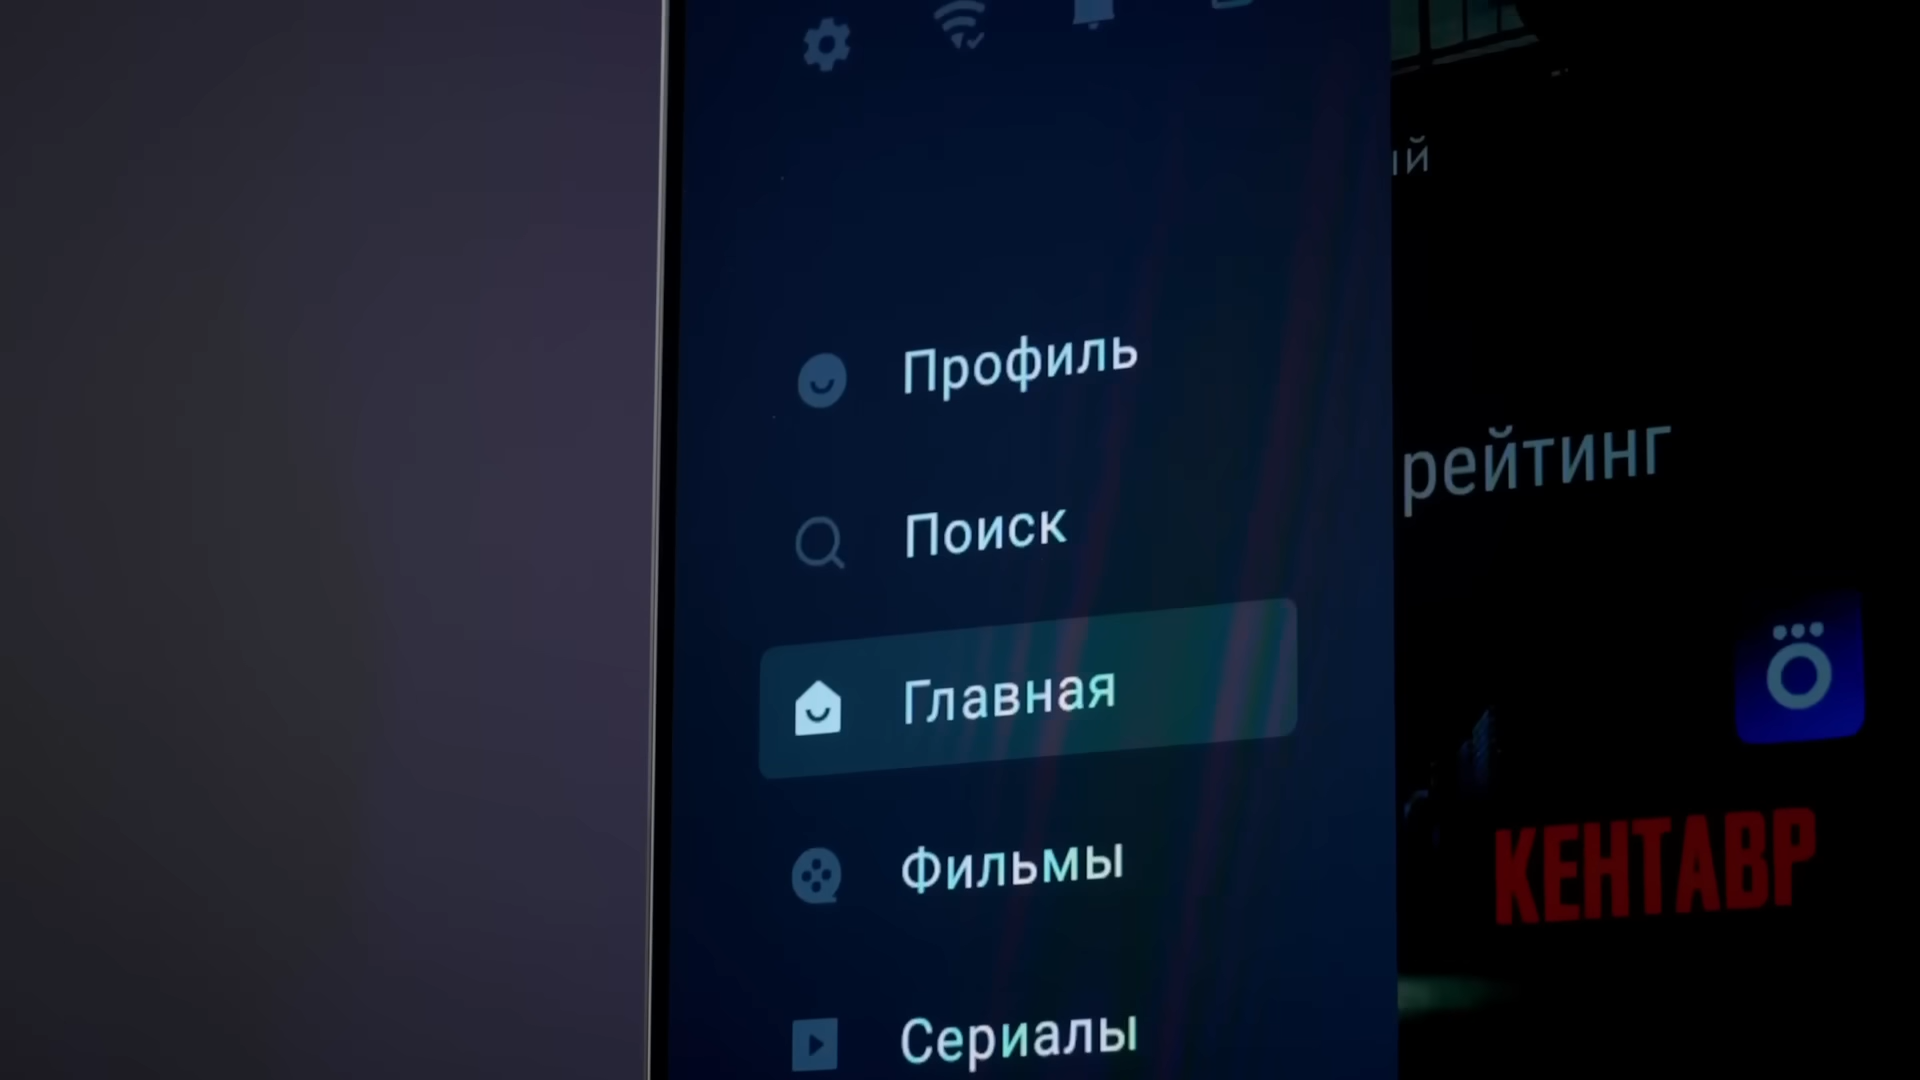 Профиль
Поиск
Главная
Фильмы
Сериалы
рейтинг
КЕНТАВР